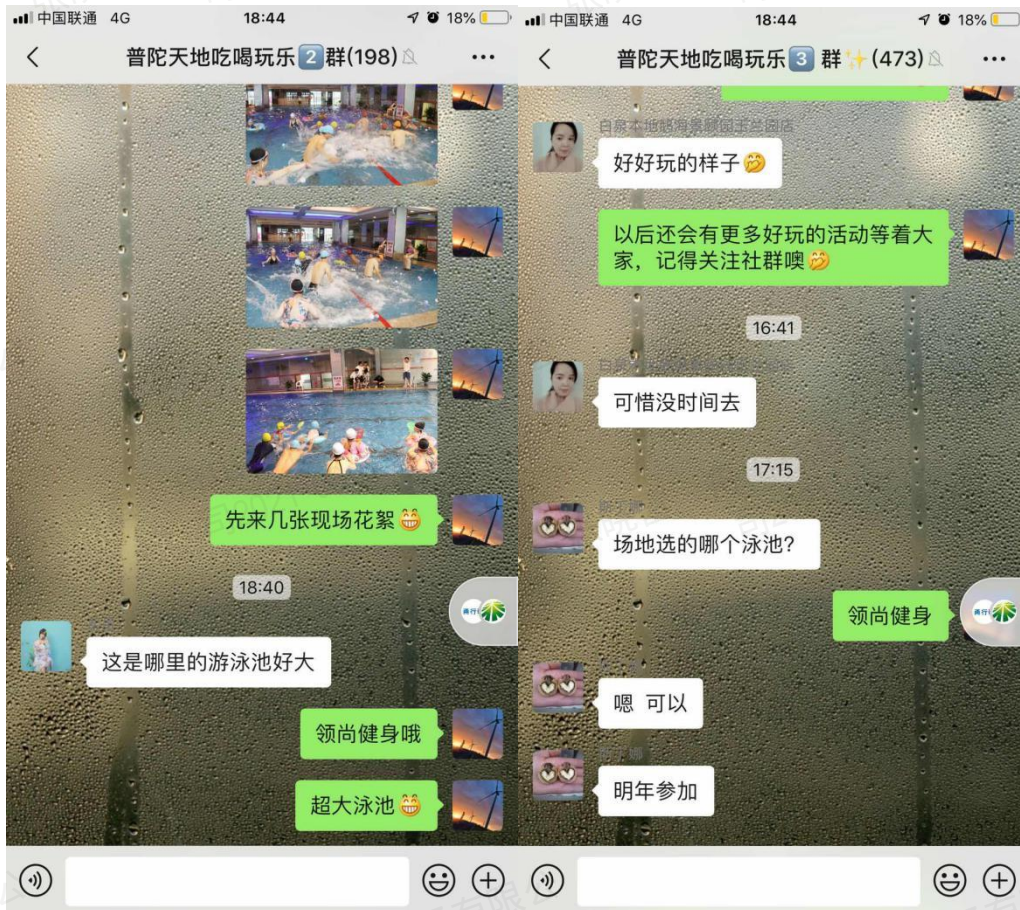 中国联通 4G 18:44 18%
普陀天地吃喝玩乐2️⃣群(198)
先来几张现场花絮😁
18:40
这是哪里的游泳池好大
领尚健身哦
超大泳池😁
中国联通 4G 18:44 18%
普陀天地吃喝玩乐3️⃣ 群✨(473)
好好玩的样子🤭
以后还会有更多好玩的活动等着大
家，记得关注社群噢🤭
16:41
可惜没时间去
17:15
场地选的哪个泳池?
领尚健身
嗯 可以
明年参加